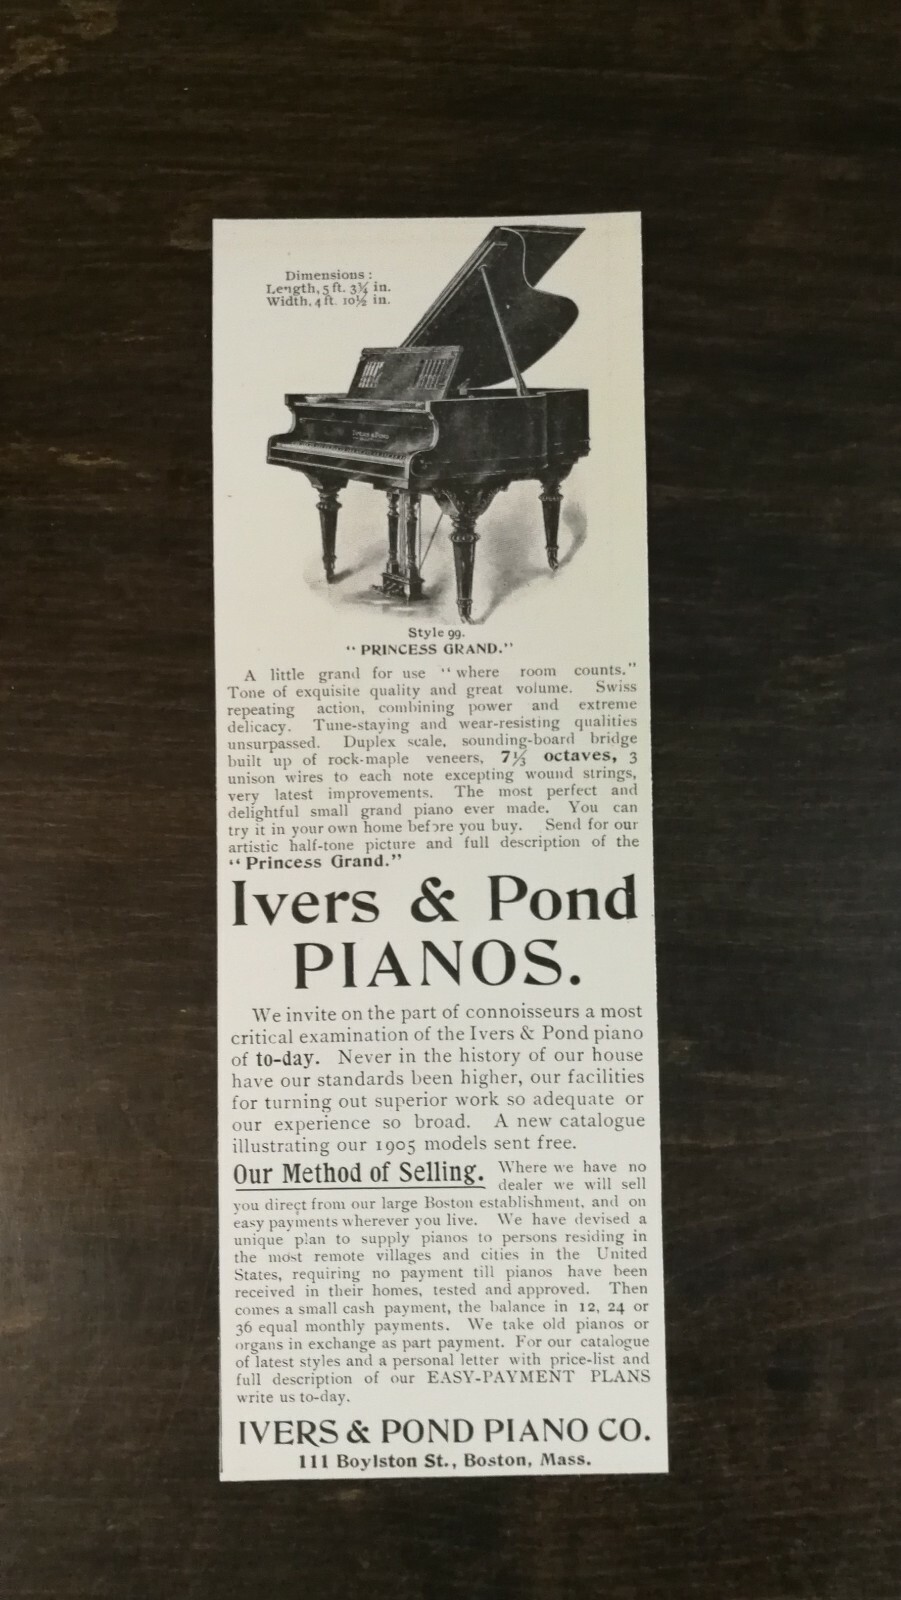 Dimensions :
Length, 5 ft. 3¼ in.
Width, 4 ft. 10½ in.
Ivers & Pond
Style 99.
"PRINCESS GRAND."
A little grand for use "where room counts."
Tone of exquisite quality and great volume. Swiss
repeating action, combining power and extreme
delicacy. Tune-staying and wear-resisting qualities
unsurpassed. Duplex scale, sounding-board bridge
built up of rock-maple veneers, 7⅓ octaves, 3
unison wires to each note excepting wound strings,
very latest improvements. The most perfect and
delightful small grand piano ever made. You can
try it in your own home before you buy. Send for our
artistic half-tone picture and full description of the
"Princess Grand."
Ivers & Pond
PIANOS.
We invite on the part of connoisseurs a most
critical examination of the Ivers & Pond piano
of to-day. Never in the history of our house
have our standards been higher, our facilities
for turning out superior work so adequate or
our experience so broad. A new catalogue
illustrating our 1905 models sent free.
Our Method of Selling. Where we have no
dealer we will sell
you direct from our large Boston establishment, and on
easy payments wherever you live. We have devised a
unique plan to supply pianos to persons residing in
the most remote villages and cities in the United
States, requiring no payment till pianos have been
received in their homes, tested and approved. Then
comes a small cash payment, the balance in 12, 24 or
36 equal monthly payments. We take old pianos or
organs in exchange as part payment. For our catalogue
of latest styles and a personal letter with price-list and
full description of our EASY-PAYMENT PLANS
write us to-day.
IVERS & POND PIANO CO.
111 Boylston St., Boston, Mass.